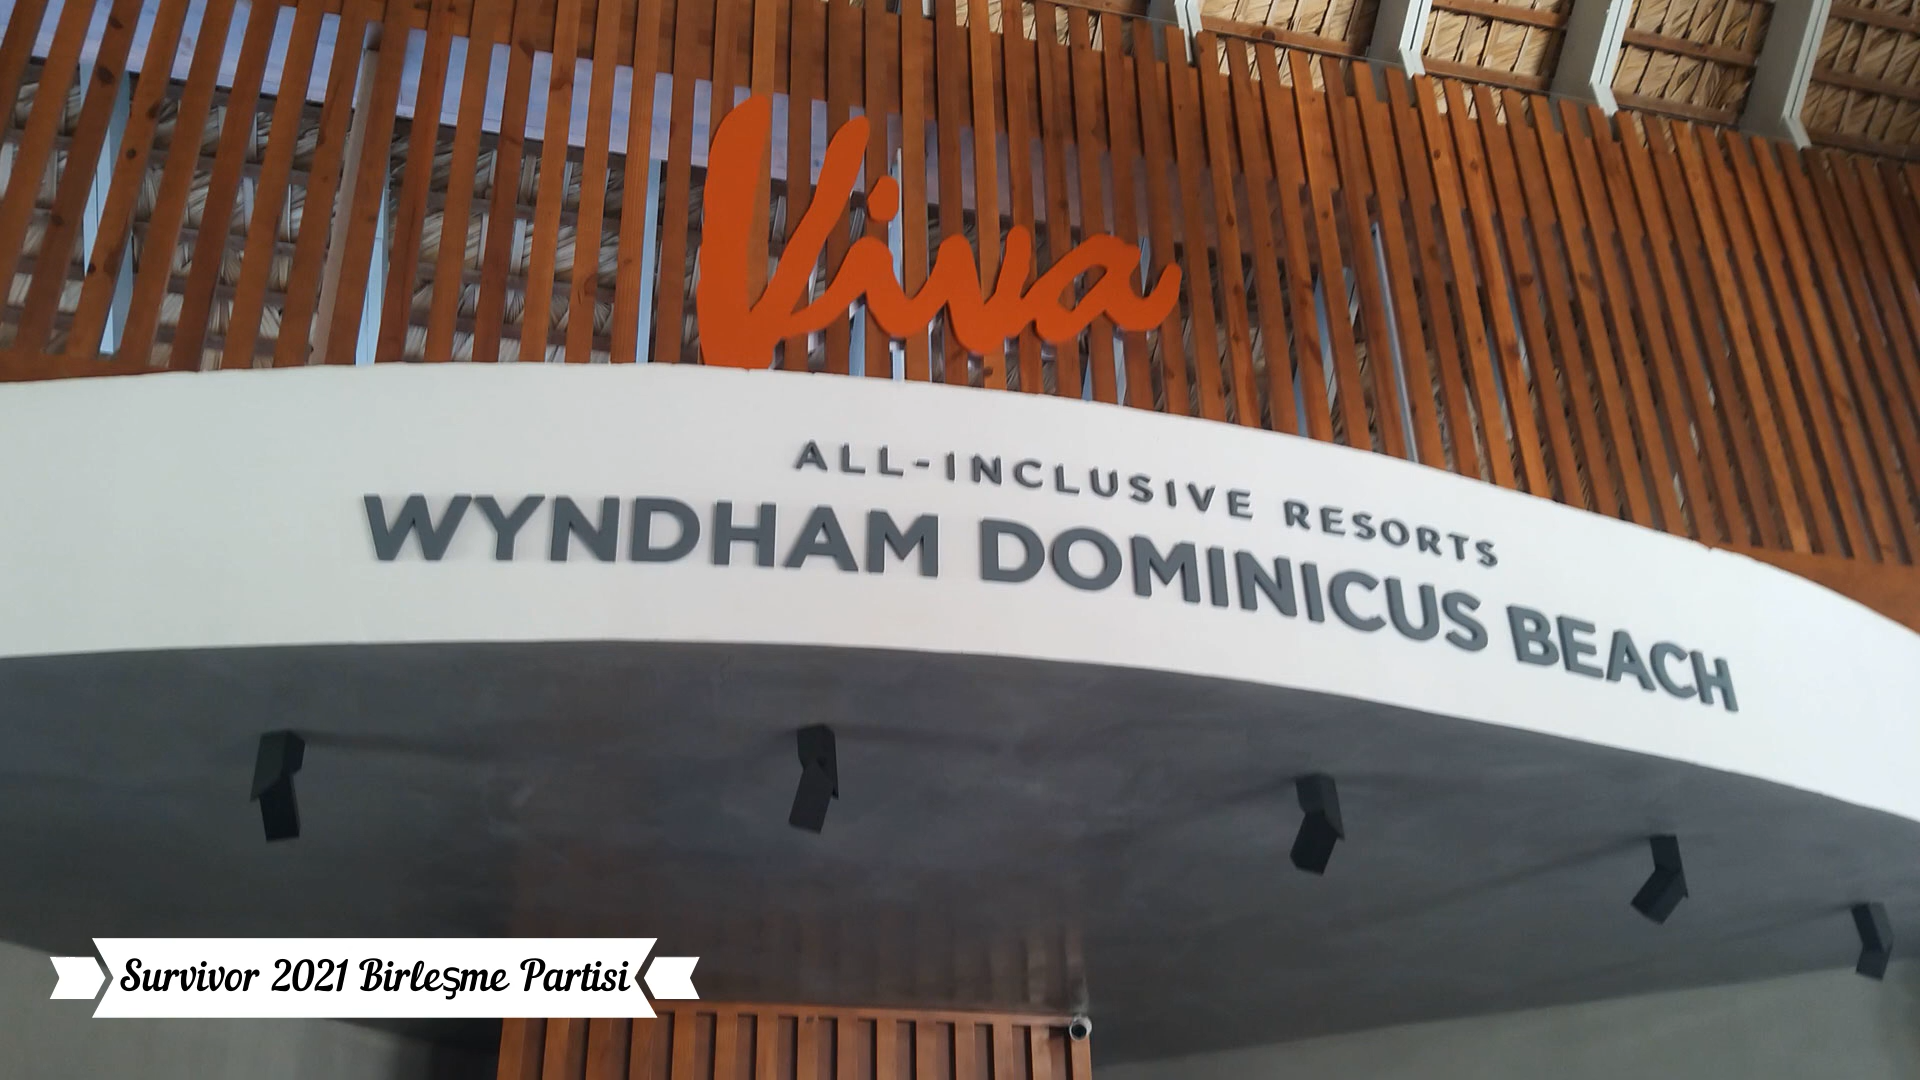 Viva
ALL-INCLUSIVE RESORTS
WYNDHAM DOMINICUS BEACH
Survivor 2021 Birleşme Partisi